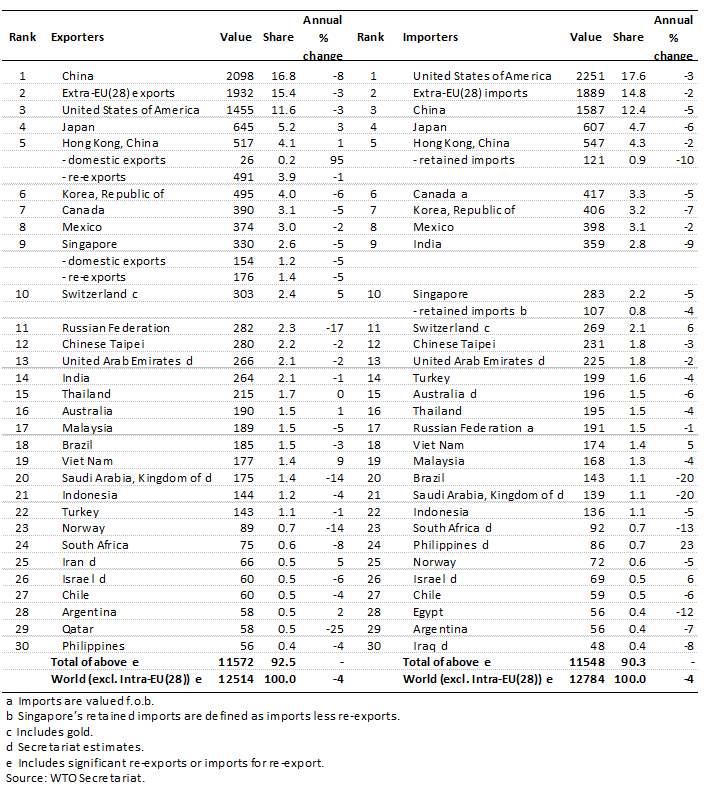 Annual Annual
Rank Exporters Value Share % Rank Importers Value Share %
change change
1 China 2098 16.8 -8 1 United States of America 2251 17.6 -3
2 Extra-EU(28) exports 1932 15.4 -3 2 Extra-EU(28) imports 1889 14.8 -2
3 United States of America 1455 11.6 -3 3 China 1587 12.4 -5
4 Japan 645 5.2 3 4 Japan 607 4.7 -6
5 Hong Kong, China 517 4.1 1 5 Hong Kong, China 547 4.3 -2
- domestic exports 26 0.2 95 - retained imports 121 0.9 -10
- re-exports 491 3.9 -1
6 Korea, Republic of 495 4.0 -6 6 Canada a 417 3.3 -5
7 Canada 390 3.1 -5 7 Korea, Republic of 406 3.2 -7
8 Mexico 374 3.0 -2 8 Mexico 398 3.1 -2
9 Singapore 330 2.6 -5 9 India 359 2.8 -9
- domestic exports 154 1.2 -5
- re-exports 176 1.4 -5
10 Switzerland c 303 2.4 5 10 Singapore 283 2.2 -5
- retained imports b 107 0.8 -4
11 Russian Federation 282 2.3 -17 11 Switzerland c 269 2.1 6
12 Chinese Taipei 280 2.2 -2 12 Chinese Taipei 231 1.8 -3
13 United Arab Emirates d 266 2.1 -2 13 United Arab Emirates d 225 1.8 -2
14 India 264 2.1 -1 14 Turkey 199 1.6 -4
15 Thailand 215 1.7 0 15 Australia d 196 1.5 -6
16 Australia 190 1.5 1 16 Thailand 195 1.5 -4
17 Malaysia 189 1.5 -5 17 Russian Federation a 191 1.5 -1
18 Brazil 185 1.5 -3 18 Viet Nam 174 1.4 5
19 Viet Nam 177 1.4 9 19 Malaysia 168 1.3 -4
20 Saudi Arabia, Kingdom of d 175 1.4 -14 20 Brazil 143 1.1 -20
21 Indonesia 144 1.2 -4 21 Saudi Arabia, Kingdom of d 139 1.1 -20
22 Turkey 143 1.1 -1 22 Indonesia 136 1.1 -5
23 Norway 89 0.7 -14 23 South Africa d 92 0.7 -13
24 South Africa 75 0.6 -8 24 Philippines d 86 0.7 23
25 Iran d 66 0.5 5 25 Norway 72 0.6 -5
26 Israel d 60 0.5 -6 26 Israel d 69 0.5 6
27 Chile 60 0.5 -4 27 Chile 59 0.5 -6
28 Argentina 58 0.5 2 28 Egypt 56 0.4 -12
29 Qatar 58 0.5 -25 29 Argentina 56 0.4 -7
30 Philippines 56 0.4 -4 30 Iraq d 48 0.4 -8
Total of above e 11572 92.5 - Total of above e 11548 90.3 -
World (excl. Intra-EU(28)) e 12514 100.0 -4 World (excl. Intra-EU(28)) e 12784 100.0 -4
a Imports are valued f.o.b.
b Singapore's retained imports are defined as imports less re-exports.
c Includes gold.
d Secretariat estimates.
e Includes significant re-exports or imports for re-export.
Source: WTO Secretariat.